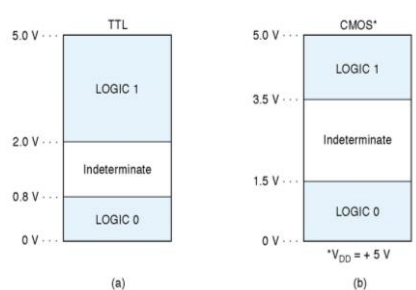 TTL
5.0 V
LOGIC 1
2.0 V
Indeterminate
0.8 V
LOGIC 0
0 V
(a)
CMOS*
5.0 V
LOGIC 1
3.5 V
Indeterminate
1.5 V
LOGIC 0
0 V
*VDD = + 5 V
(b)